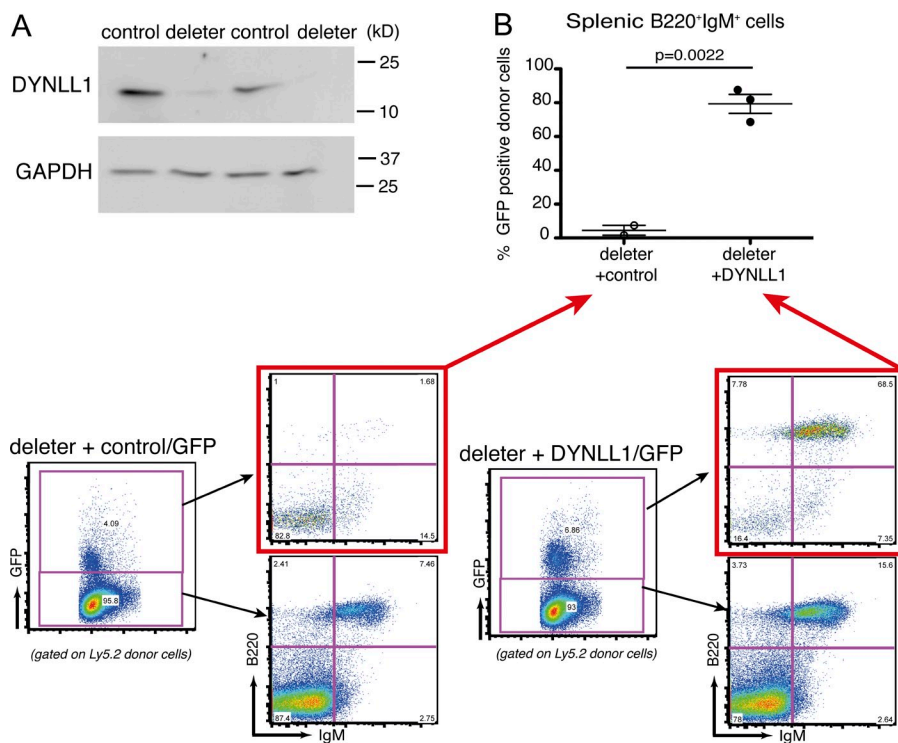 A
control deleter control deleter (kD)
DYNLL1
25
10
GAPDH
37
25
B
Splenic B220⁺IgM⁺ cells
p=0.0022
% GFP positive donor cells
100
80
60
40
20
0
deleter
+control
deleter
+DYNLL1
deleter + control/GFP
4.09
95.8
GFP
(gated on Ly5.2 donor cells)
1
1.68
82.8
14.5
2.41
7.46
87.4
2.75
B220
IgM
deleter + DYNLL1/GFP
6.86
93
GFP
(gated on Ly5.2 donor cells)
7.78
68.5
16.4
7.35
3.73
15.6
78
2.64
B220
IgM